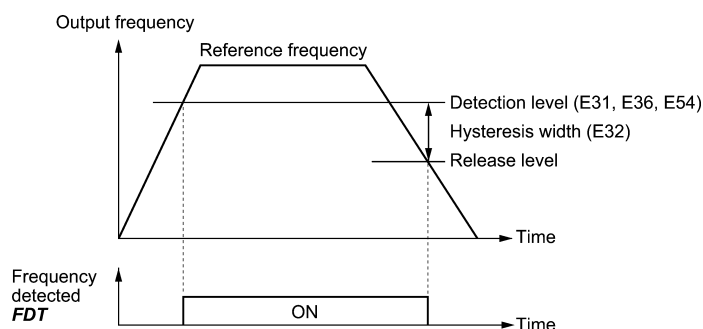 Output frequency
Reference frequency
Detection level (E31, E36, E54)
Hysteresis width (E32)
Release level
Time
Frequency
detected
FDT
ON
Time